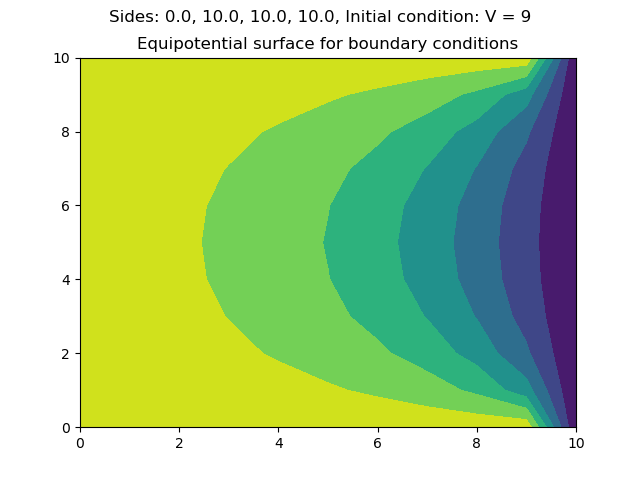 Sides: 0.0, 10.0, 10.0, 10.0, Initial condition: V = 9
Equipotential surface for boundary conditions
10
8
6
4
2
0
0 2 4 6 8 10